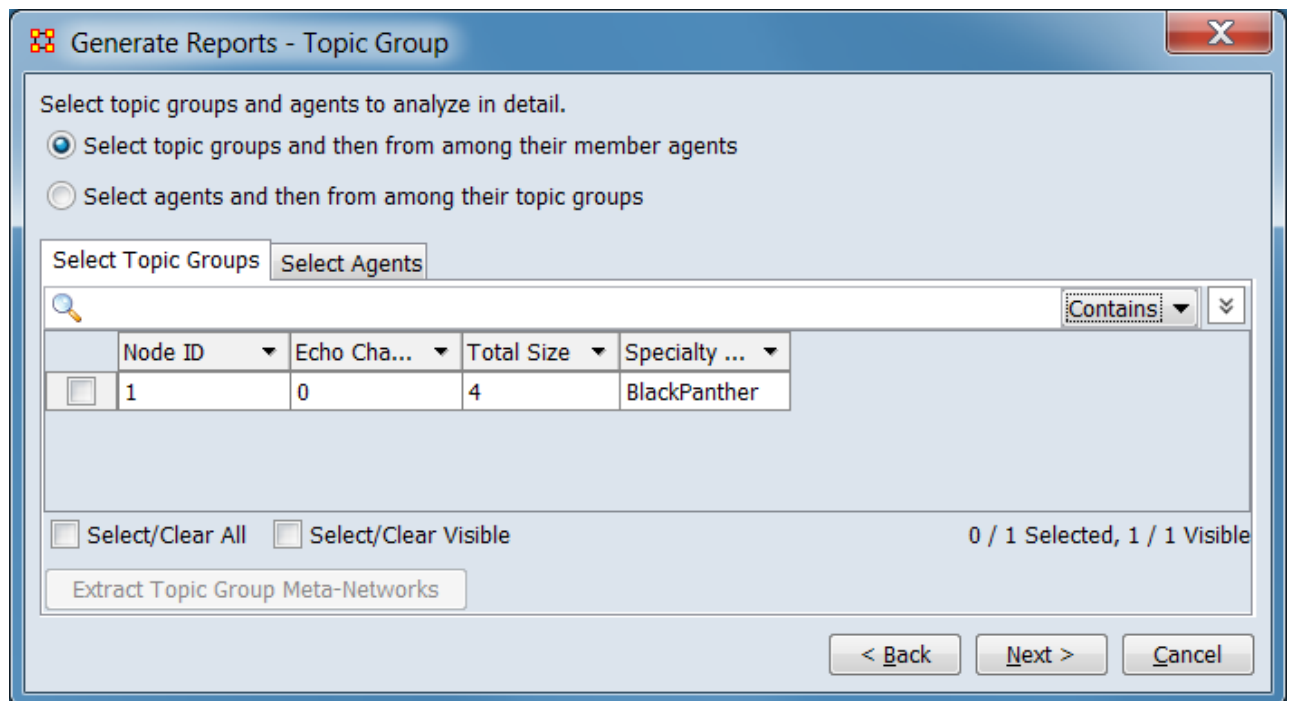 Generate Reports - Topic Group
X
Select topic groups and agents to analyze in detail.
Select topic groups and then from among their member agents
Select agents and then from among their topic groups
Select Topic Groups Select Agents
Contains
Node ID Echo Cha... Total Size Specialty ...
1 0 4 BlackPanther
Select/Clear All Select/Clear Visible 0 / 1 Selected, 1 / 1 Visible
Extract Topic Group Meta-Networks
< Back Next > Cancel